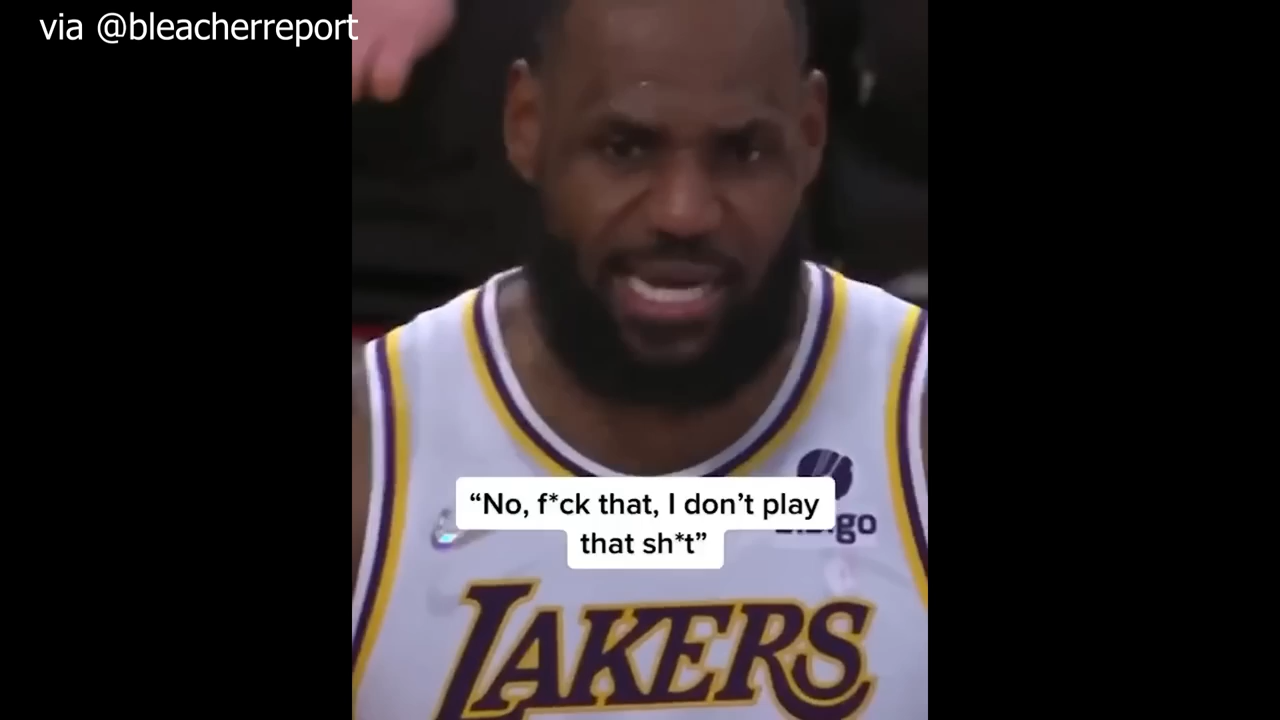 via @bleacherreport
“No, f*ck that, I don’t play
that sh*t”
LAKERS